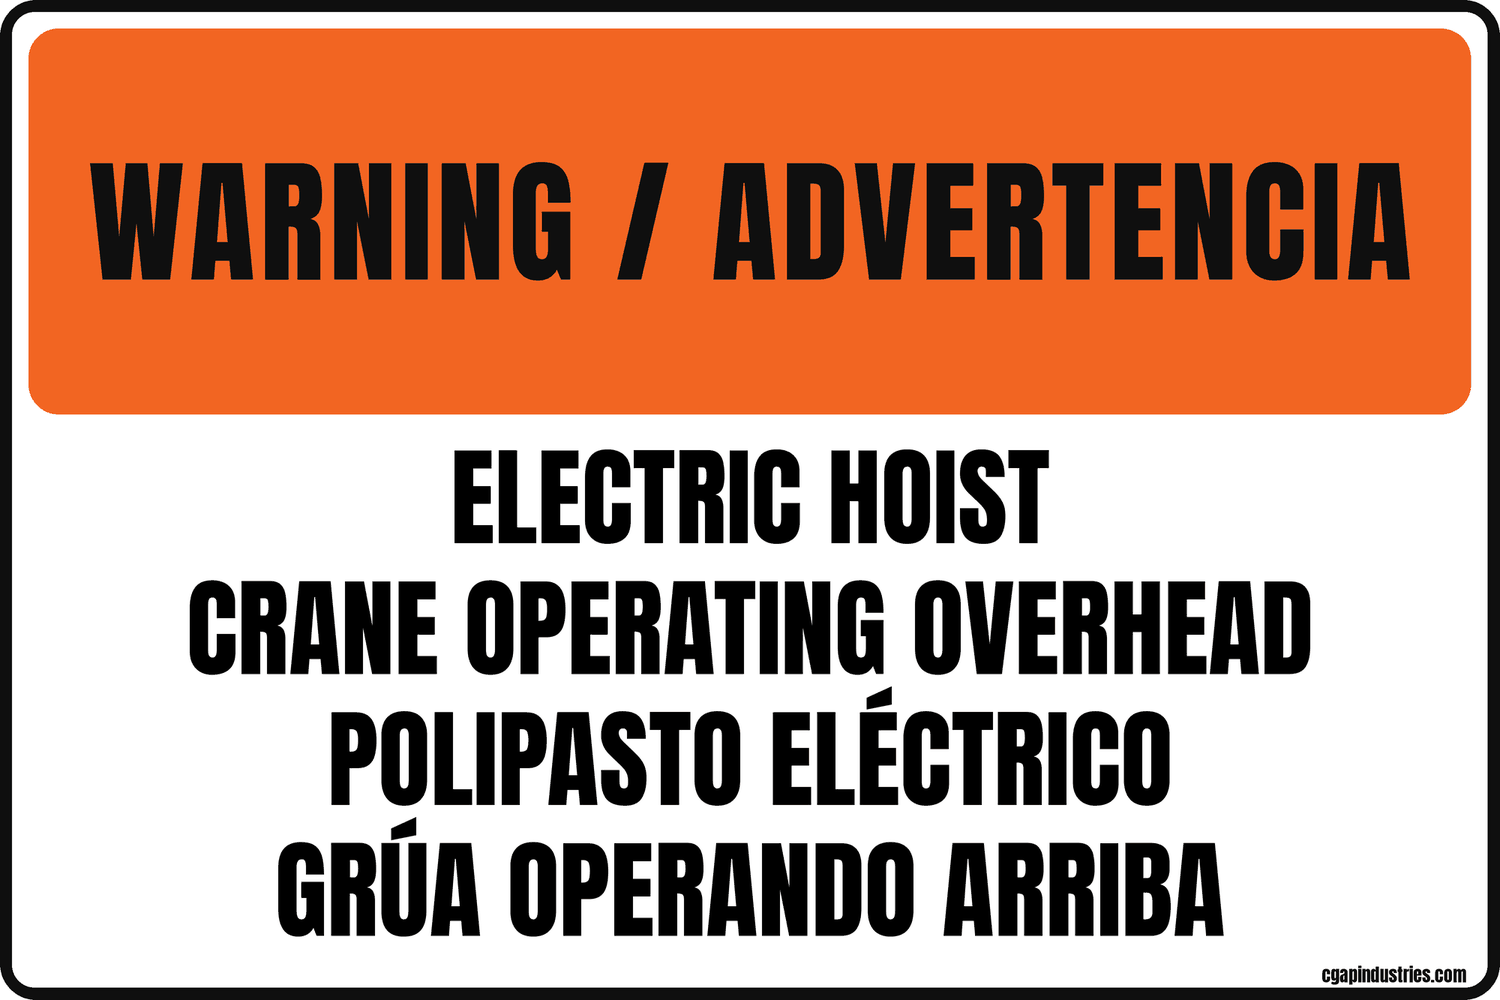 WARNING / ADVERTENCIA
ELECTRIC HOIST
CRANE OPERATING OVERHEAD
POLIPASTO ELÉCTRICO
GRÚA OPERANDO ARRIBA
cgapindustries.com